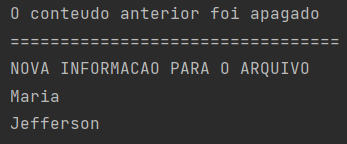 O conteudo anterior foi apagado
=================================
NOVA INFORMACAO PARA O ARQUIVO
Maria
Jefferson